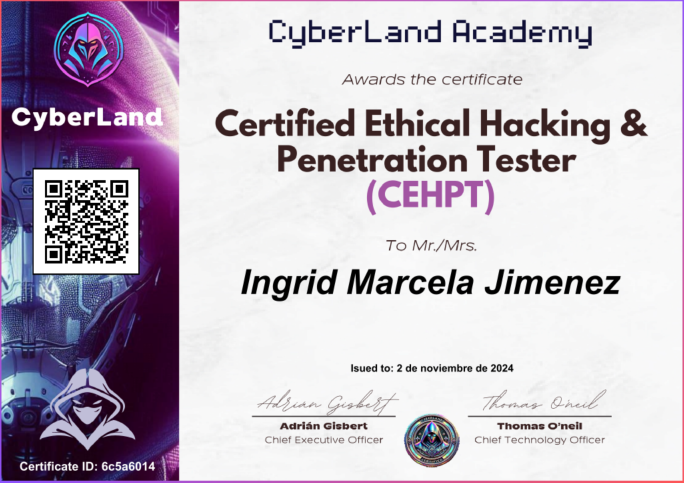 CyberLand
Certificate ID: 6c5a6014
CyberLand Academy
Awards the certificate
Certified Ethical Hacking &
Penetration Tester
(CEHPT)
To Mr./Mrs.
Ingrid Marcela Jimenez
Isued to: 2 de noviembre de 2024
Adrián Gisbert
Thomas O'neil
Adrián Gisbert
Chief Executive Officer
Thomas O'neil
Chief Technology Officer